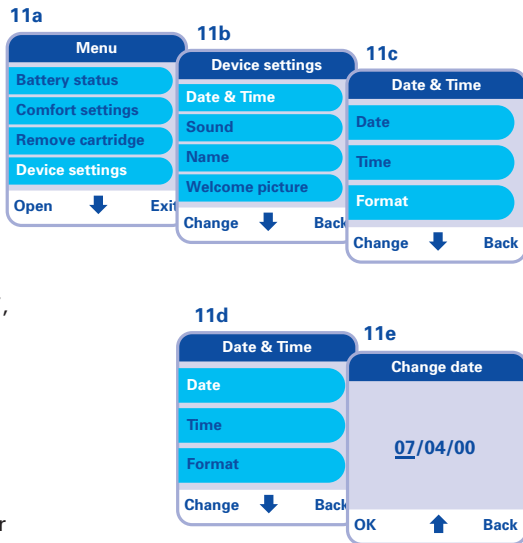 11a
Menu
Battery status
Comfort settings
Remove cartridge
Device settings
Open Exit
11b
Device settings
Date & Time
Sound
Name
Welcome picture
Change Back
11c
Date & Time
Date
Time
Format
Change Back
,
11d
Date & Time
Date
Time
Format
Change Back
11e
Change date
07/04/00
OK Back
r